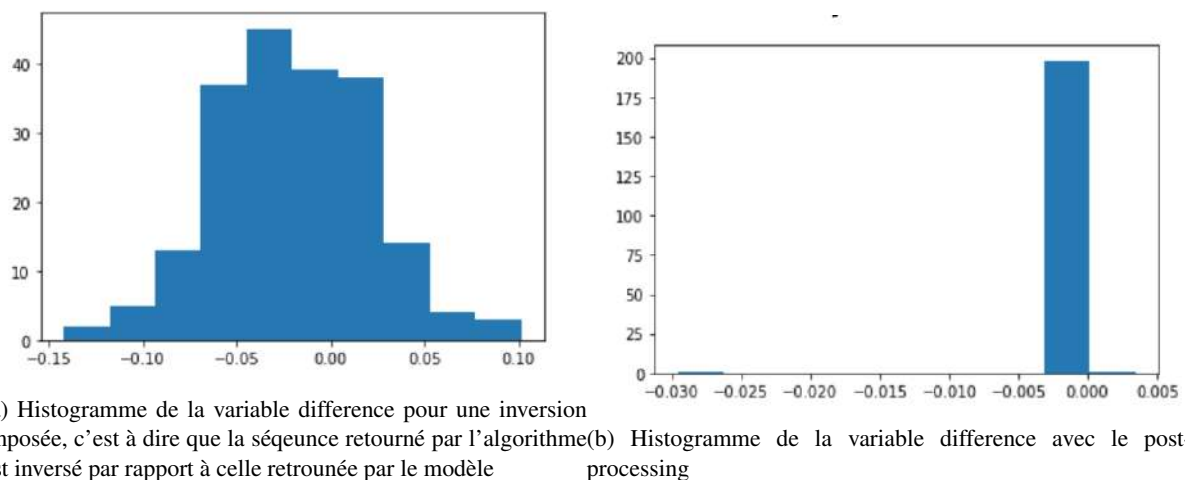 40
30
20
10
0
−0.15 −0.10 −0.05 0.00 0.05 0.10
200
175
150
125
100
75
50
25
0
−0.030 −0.025 −0.020 −0.015 −0.010 −0.005 0.000 0.005
) Histogramme de la variable difference pour une inversion
nposée, c'est à dire que la séqeunce retourné par l'algorithme
st inversé par rapport à celle retrounée par le modèle
(b) Histogramme de la variable difference avec le post-
processing